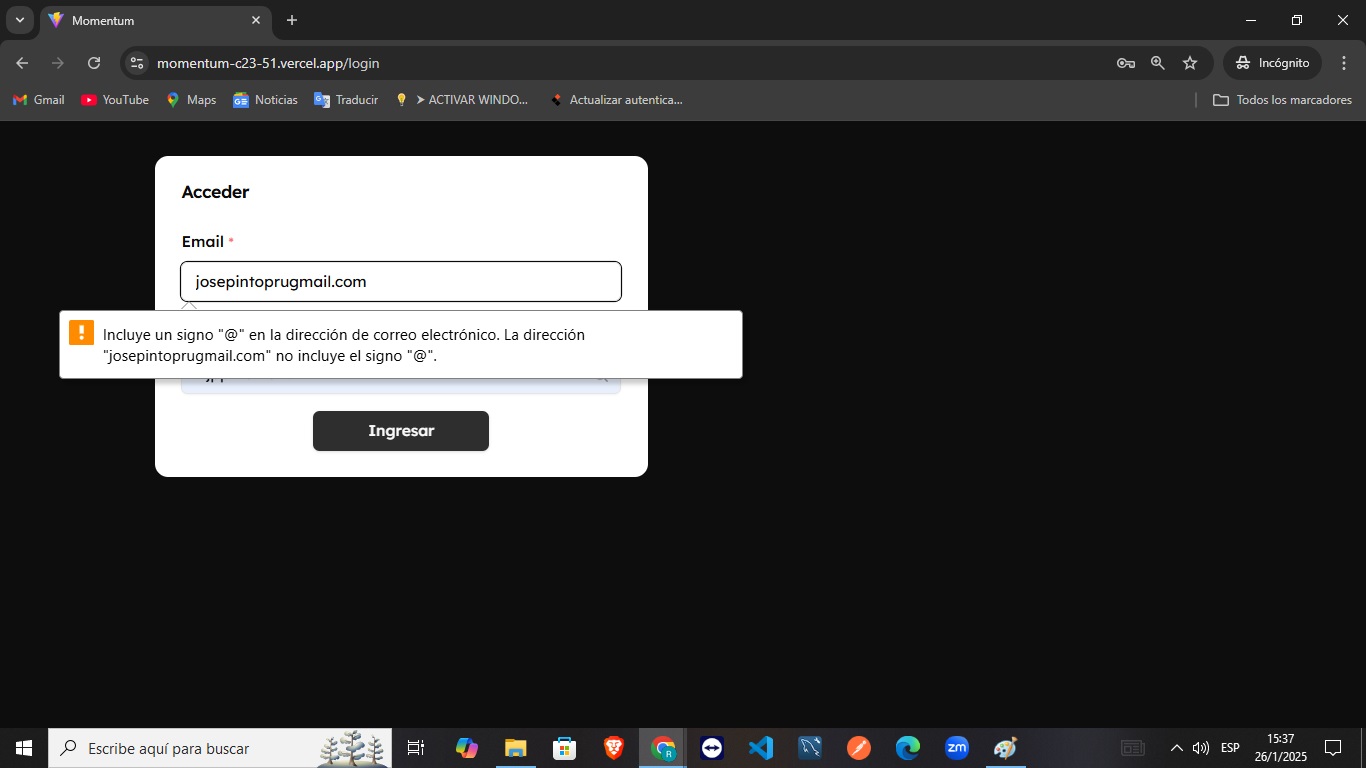 Momentum
momentum-c23-51.vercel.app/login
Incógnito
Gmail
YouTube
Maps
Noticias
Traducir
➤ ACTIVAR WINDO...
Actualizar autentica...
Todos los marcadores
Acceder
Email *
josepintoprugmail.com
Incluye un signo "@" en la dirección de correo electrónico. La dirección
"josepintoprugmail.com" no incluye el signo "@".
Ingresar
Escribe aquí para buscar
zm
ESP
15:37
26/1/2025